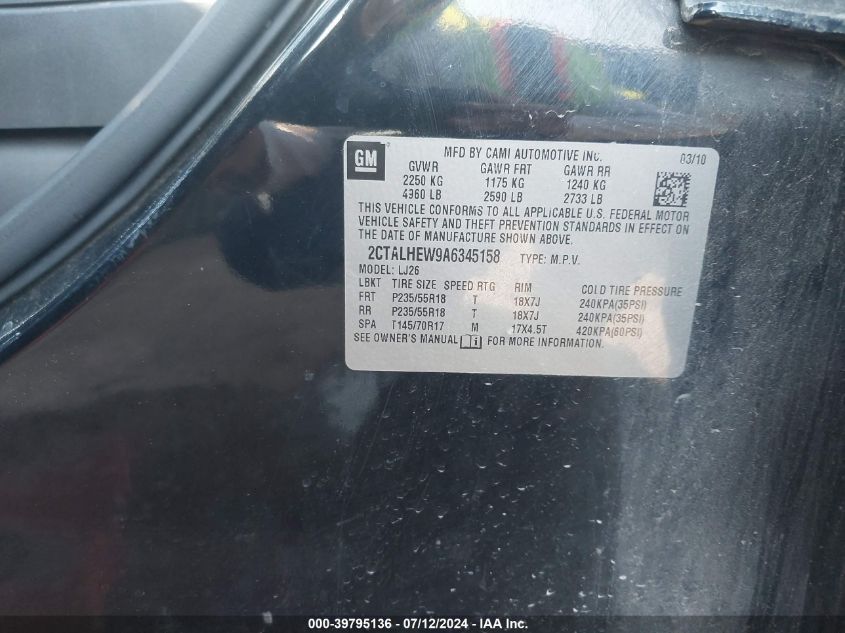 GM
MFD BY CAMI AUTOMOTIVE INC. 03/10
GVWR GAWR FRT GAWR RR
2250 KG 1175 KG 1240 KG
4960 LB 2590 LB 2733 LB
THIS VEHICLE CONFORMS TO ALL APPLICABLE U.S. FEDERAL MOTOR
VEHICLE SAFETY AND THEFT PREVENTION STANDARDS IN EFFECT ON
THE DATE OF MANUFACTURE SHOWN ABOVE.
2CTALHEW9A6345158 TYPE: M.P.V.
MODEL: LJ26
LBKT TIRE SIZE SPEED RTG RIM COLD TIRE PRESSURE
FRT P235/55R18 T 18X7J 240KPA(35PSI)
RR P235/55R18 T 18X7J 240KPA(35PSI)
SPA T145/70R17 M 17X4.5T 420KPA(60PSI)
SEE OWNER'S MANUAL FOR MORE INFORMATION.
000-39795136 - 07/12/2024 - IAA Inc.